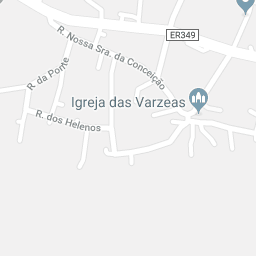 R. Nossa Sra. da Conceição
ER349
R. da Ponte
Igreja das Varzeas
R. dos Helenos